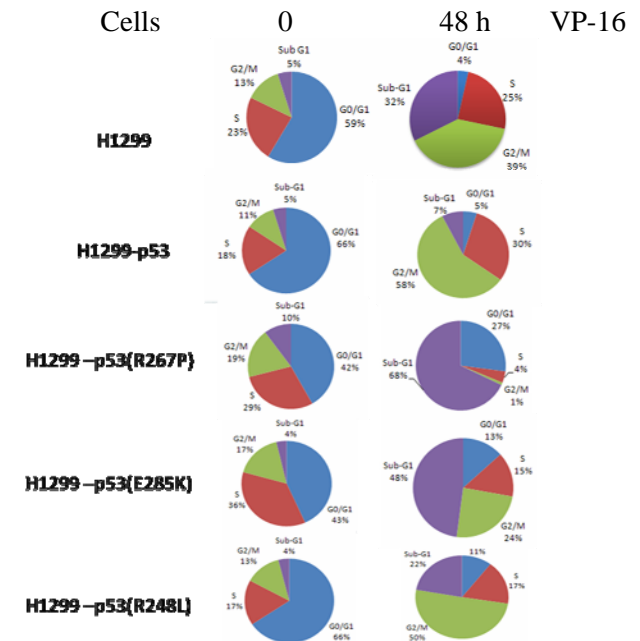 Cells 0 48 h VP-16
H1299
Sub G1
5%
G2/M
13%
S
23%
G0/G1
59%
G0/G1
4%
S
25%
Sub-G1
32%
G2/M
39%
H1299-p53
Sub-G1
5%
G2/M
11%
S
18%
G0/G1
66%
Sub-G1
7%
G0/G1
5%
S
30%
G2/M
58%
H1299 -p53(R267P)
Sub-G1
10%
G2/M
19%
S
29%
G0/G1
42%
G0/G1
27%
S
4%
G2/M
1%
Sub-G1
68%
H1299 -p53(E285K)
Sub-G1
4%
G2/M
17%
S
36%
G0/G1
43%
G0/G1
13%
S
15%
Sub-G1
48%
G2/M
24%
H1299 -p53(R248L)
Sub-G1
4%
G2/M
13%
S
17%
G0/G1
66%
Sub-G1
22%
11%
S
17%
G2/M
50%